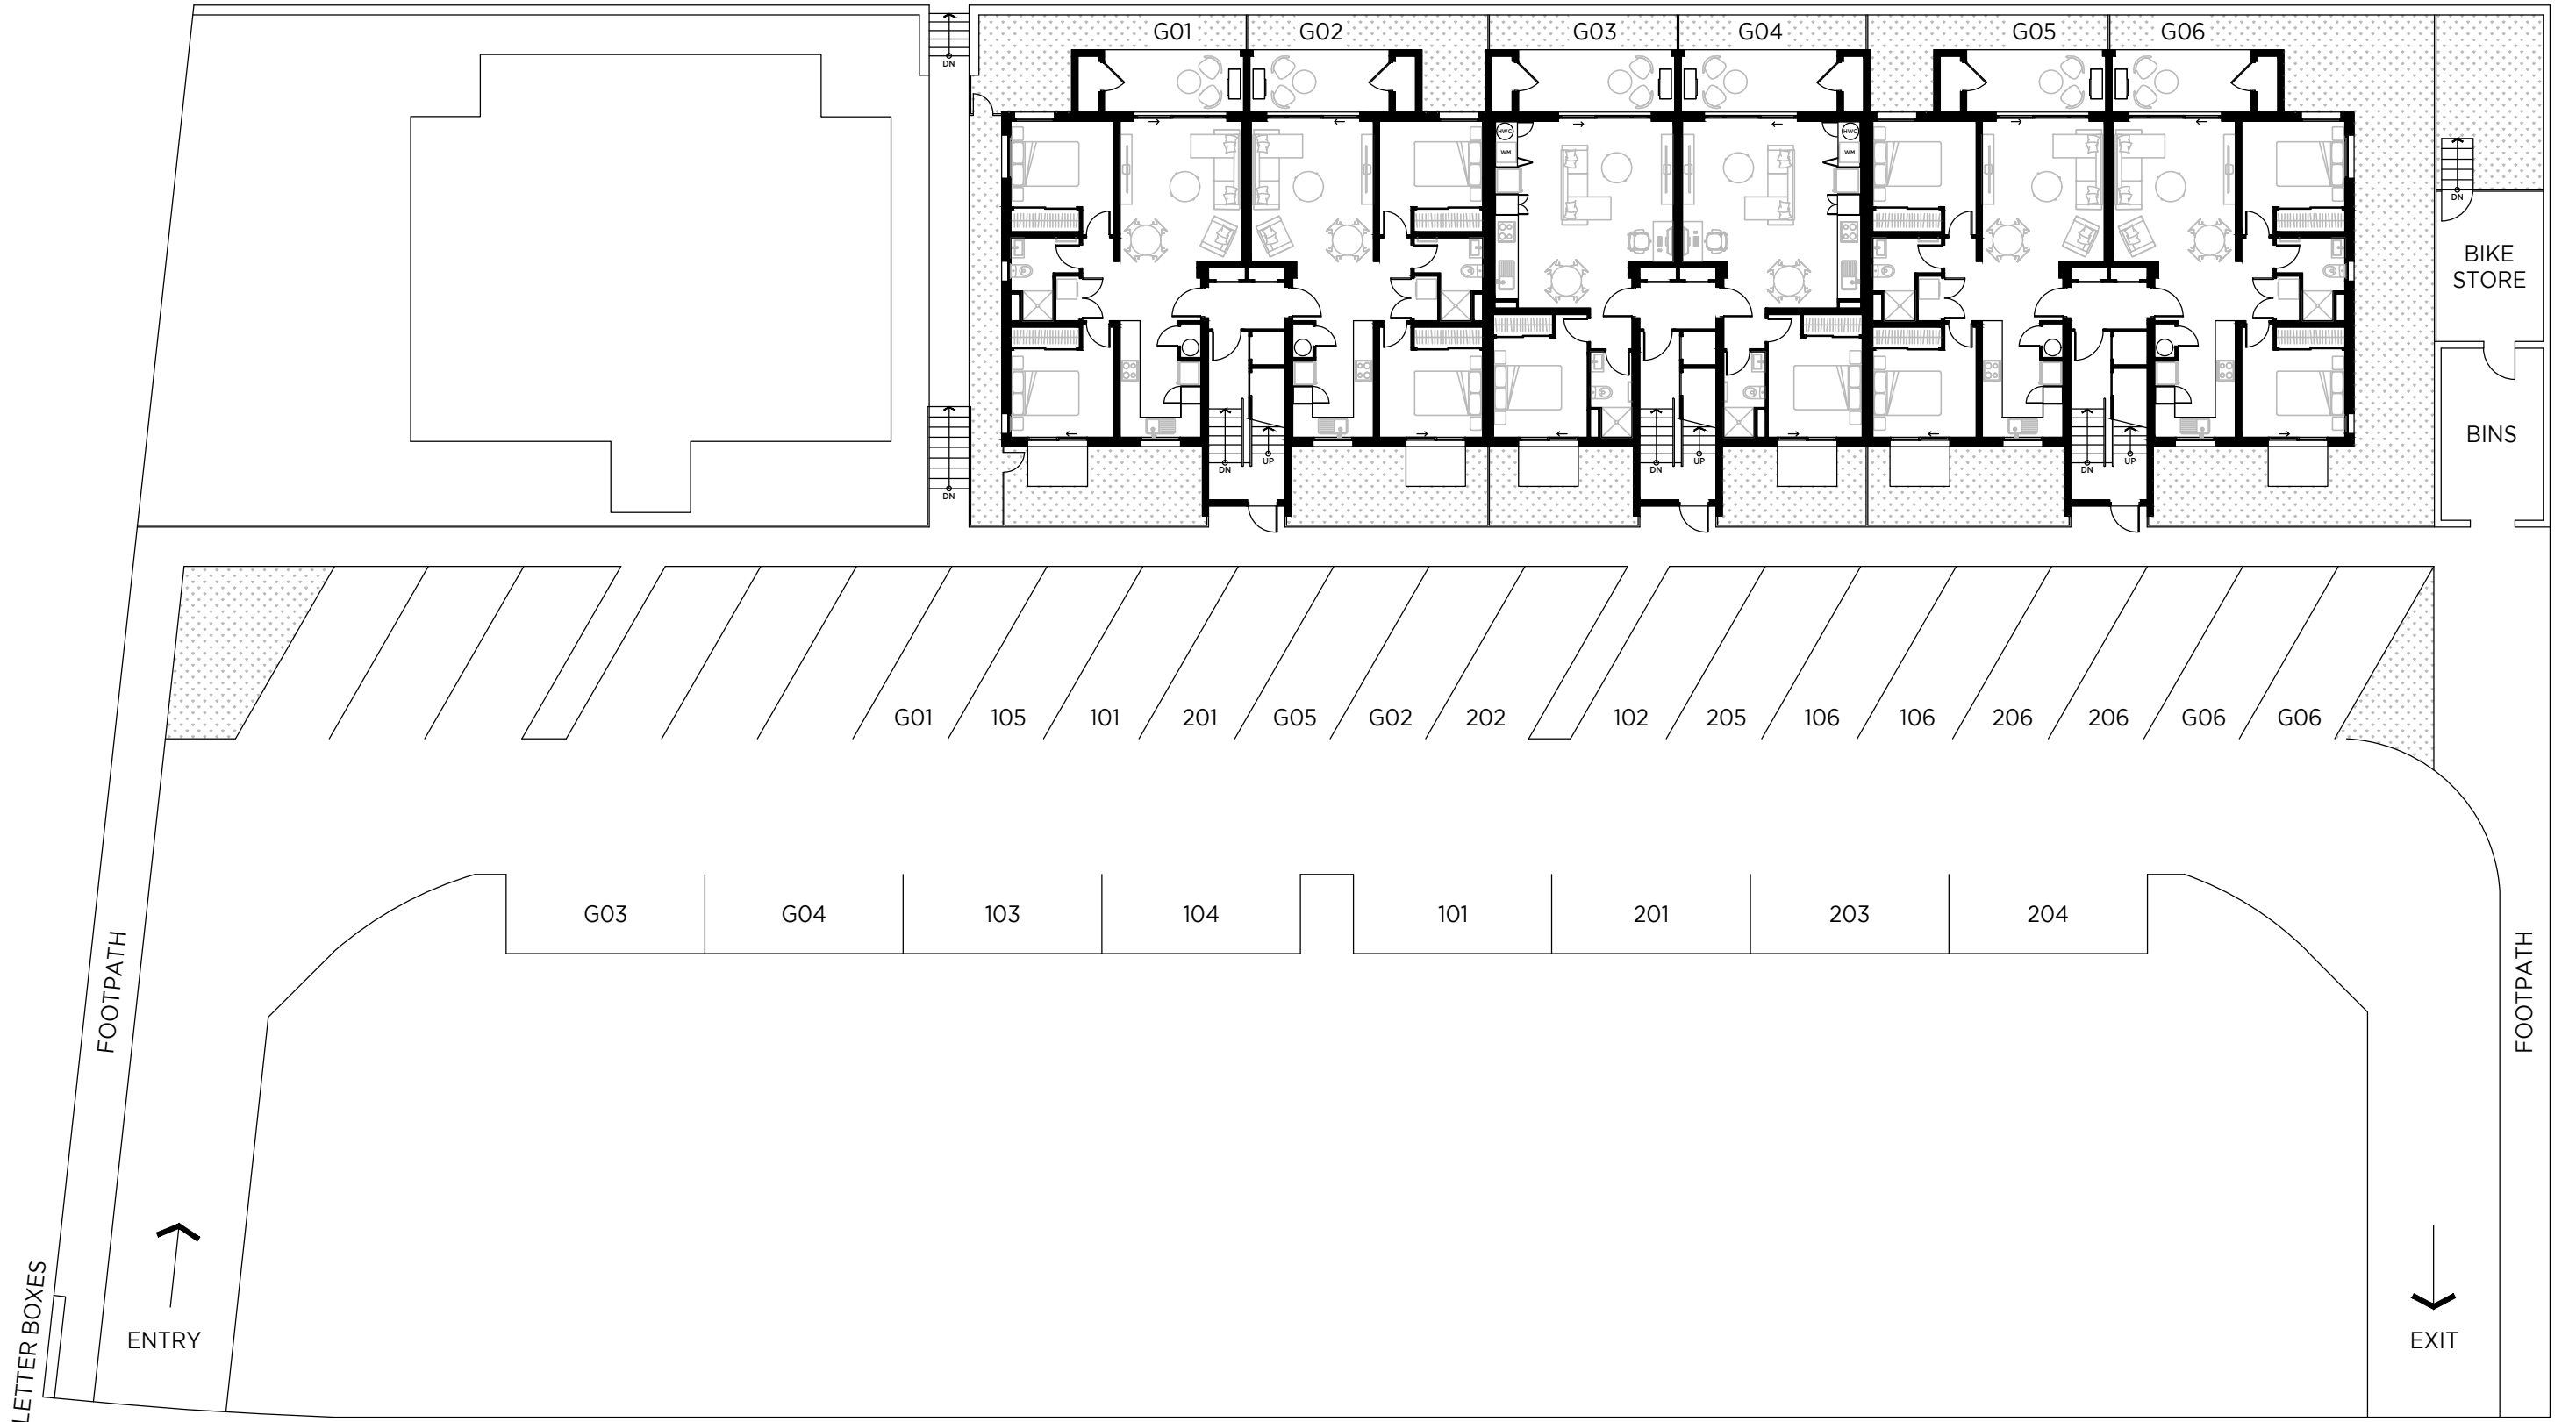 G01
G02
G03
G04
G05
G06
DN
HWC
WM
HWC
WM
DN
BIKE
STORE
BINS
DN
UP
DN
UP
DN
UP
DN
G01
105
101
201
G05
G02
202
102
205
106
106
206
206
G06
G06
G03
G04
103
104
101
201
203
204
FOOTPATH
FOOTPATH
LETTER BOXES
ENTRY
EXIT